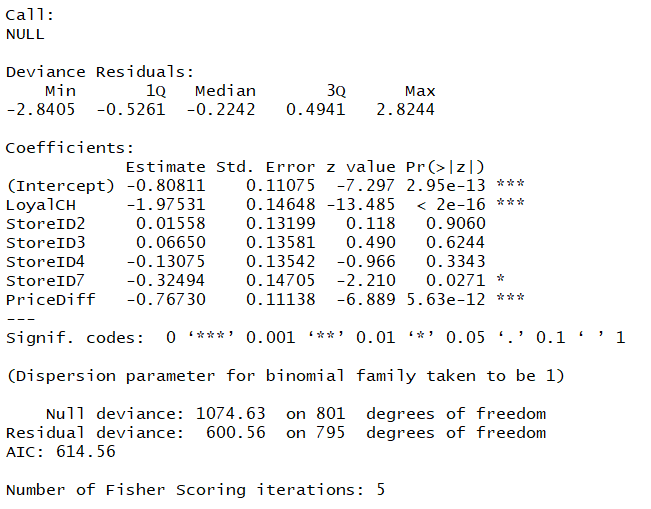 Call:
NULL

Deviance Residuals:
    Min       1Q   Median       3Q      Max
-2.8405  -0.5261  -0.2242   0.4941   2.8244

Coefficients:
            Estimate Std. Error z value Pr(>|z|)
(Intercept) -0.80811    0.11075  -7.297 2.95e-13 ***
LoyalCH     -1.97531    0.14648 -13.485  < 2e-16 ***
StoreID2     0.01558    0.13199   0.118   0.9060
StoreID3     0.06650    0.13581   0.490   0.6244
StoreID4    -0.13075    0.13542  -0.966   0.3343
StoreID7    -0.32494    0.14705  -2.210   0.0271 *
PriceDiff   -0.76730    0.11138  -6.889 5.63e-12 ***
---
Signif. codes:  0 ‘***’ 0.001 ‘**’ 0.01 ‘*’ 0.05 ‘.’ 0.1 ‘ ’ 1

(Dispersion parameter for binomial family taken to be 1)

    Null deviance: 1074.63  on 801  degrees of freedom
Residual deviance:  600.56  on 795  degrees of freedom
AIC: 614.56

Number of Fisher Scoring iterations: 5